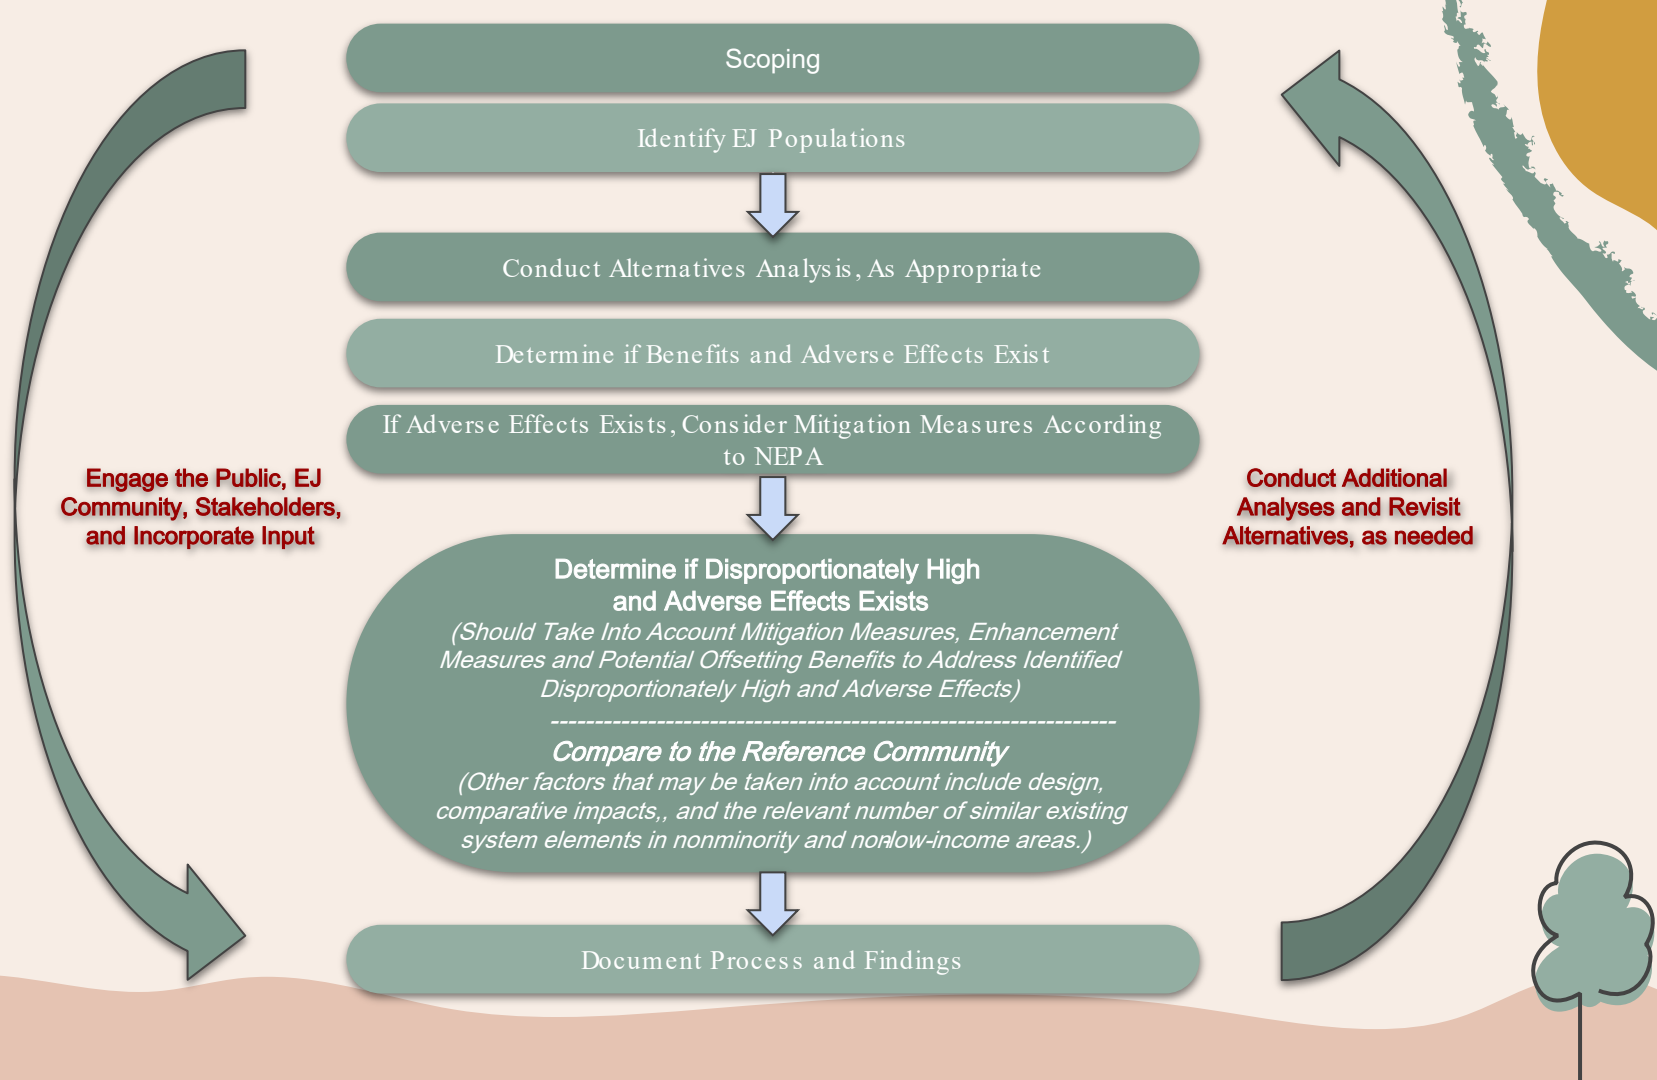 Scoping
Identify EJ Populations
Conduct Alternatives Analysis, As Appropriate
Determine if Benefits and Adverse Effects Exist
If Adverse Effects Exists, Consider Mitigation Measures According
to NEPA
Engage the Public, EJ
Community, Stakeholders,
and Incorporate Input
Conduct Additional
Analyses and Revisit
Alternatives, as needed
Determine if Disproportionately High
and Adverse Effects Exists
(Should Take Into Account Mitigation Measures, Enhancement
Measures and Potential Offsetting Benefits to Address Identified
Disproportionately High and Adverse Effects)
----------------------------------------------------------------
Compare to the Reference Community
(Other factors that may be taken into account include design,
comparative impacts,, and the relevant number of similar existing
system elements in nonminority and non-low-income areas.)
Document Process and Findings